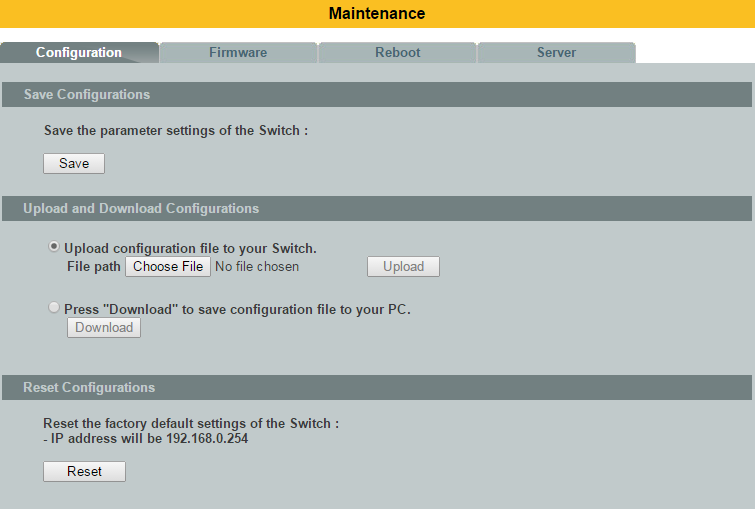 Maintenance
Configuration Firmware Reboot Server
Save Configurations
Save the parameter settings of the Switch :
Save
Upload and Download Configurations
Upload configuration file to your Switch.
File path Choose File No file chosen Upload
Press "Download" to save configuration file to your PC.
Download
Reset Configurations
Reset the factory default settings of the Switch :
- IP address will be 192.168.0.254
Reset